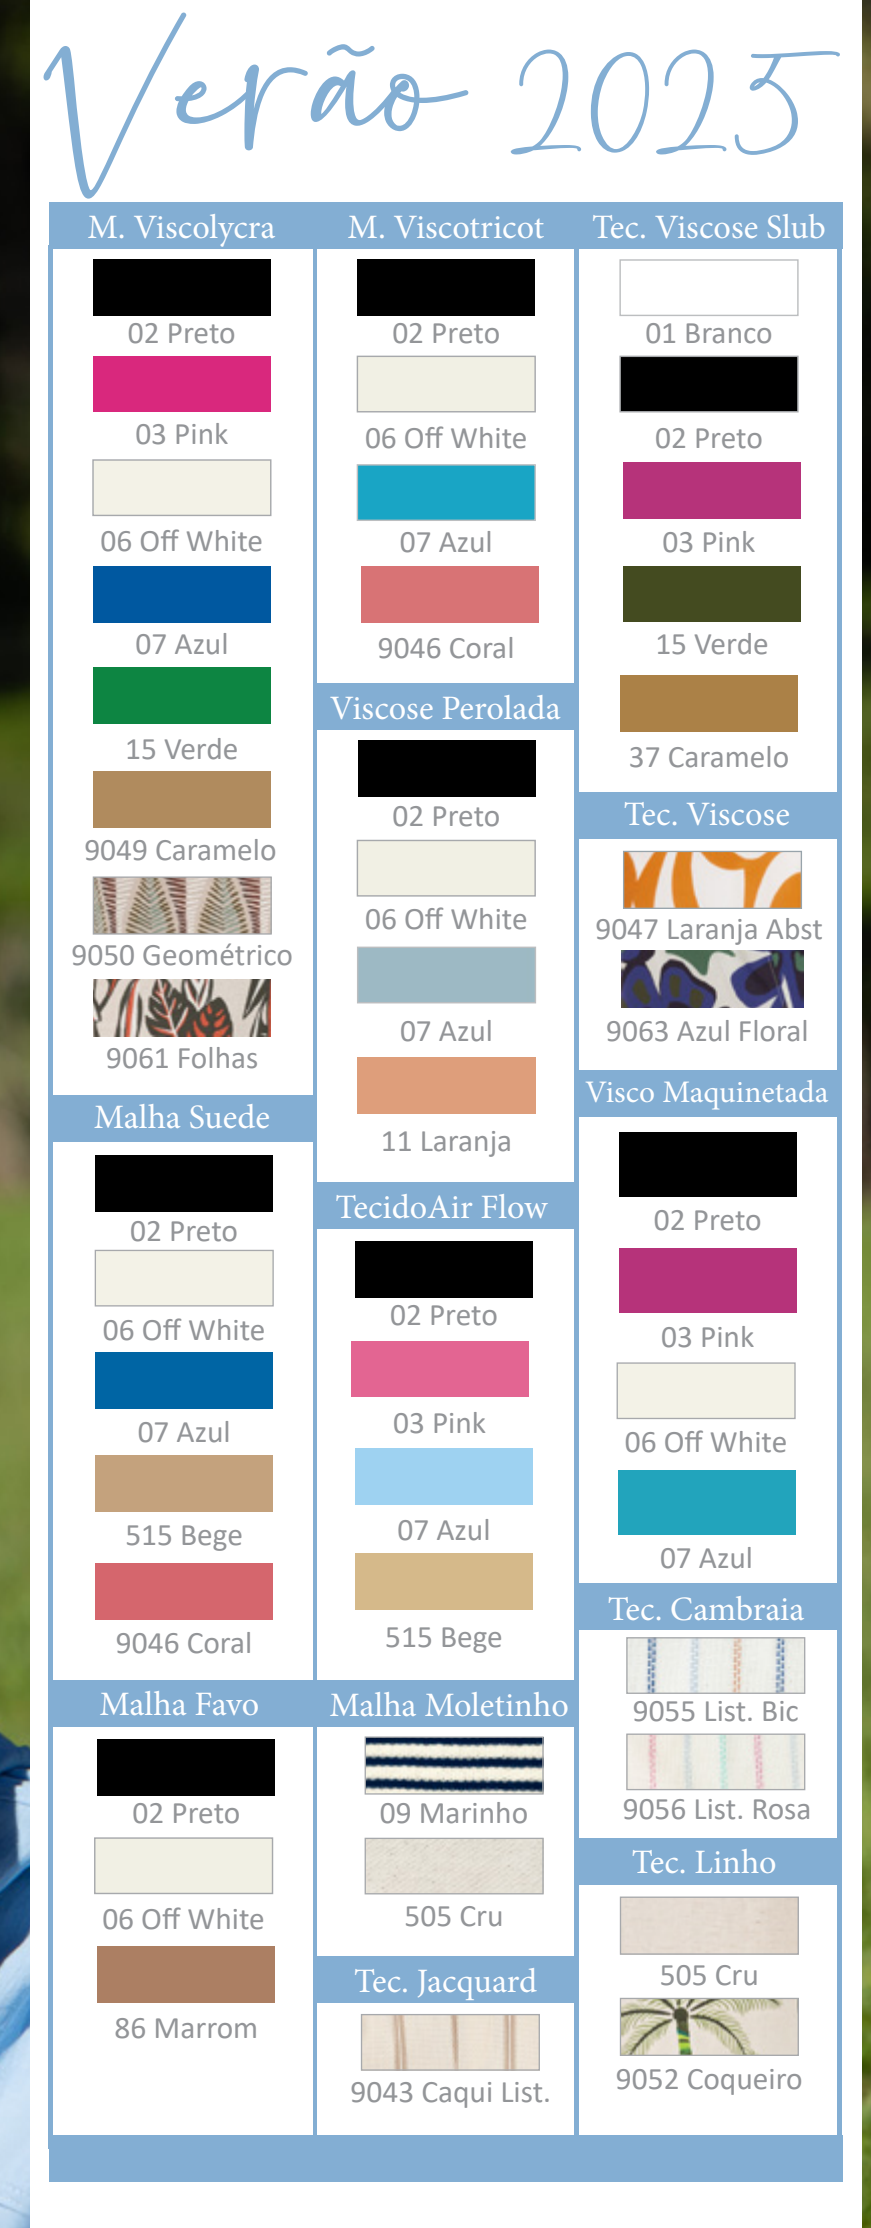 Verão 2025
M. Viscolycra
02 Preto
03 Pink
06 Off White
07 Azul
15 Verde
9049 Caramelo
9050 Geométrico
9061 Folhas
Malha Suede
02 Preto
06 Off White
07 Azul
515 Bege
9046 Coral
Malha Favo
02 Preto
06 Off White
86 Marrom
M. Viscotricot
02 Preto
06 Off White
07 Azul
9046 Coral
Viscose Perolada
02 Preto
06 Off White
07 Azul
11 Laranja
TecidoAir Flow
02 Preto
03 Pink
07 Azul
515 Bege
Malha Moletinho
09 Marinho
505 Cru
Tec. Jacquard
9043 Caqui List.
Tec. Viscose Slub
01 Branco
02 Preto
03 Pink
15 Verde
37 Caramelo
Tec. Viscose
9047 Laranja Abst
9063 Azul Floral
Visco Maquinetada
02 Preto
03 Pink
06 Off White
07 Azul
Tec. Cambraia
9055 List. Bic
9056 List. Rosa
Tec. Linho
505 Cru
9052 Coqueiro